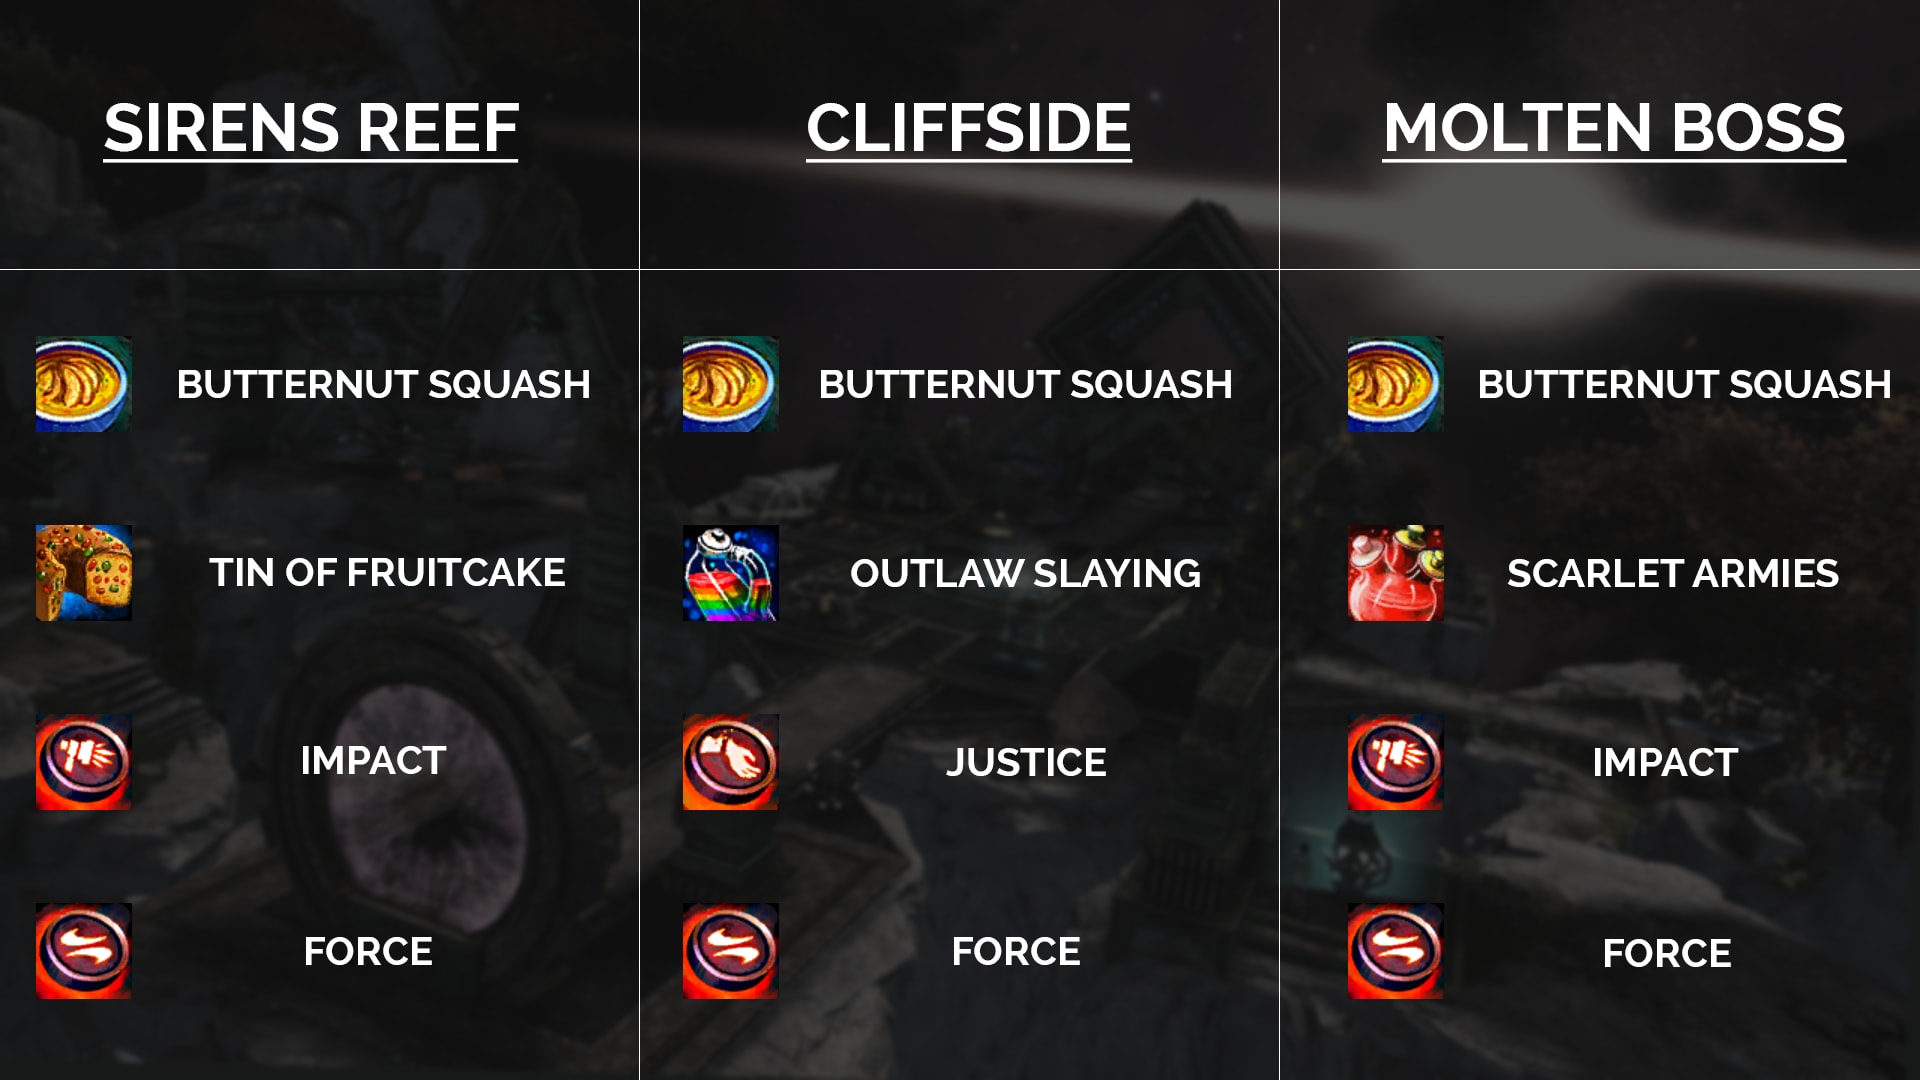 SIRENS REEF
CLIFFSIDE
MOLTEN BOSS
BUTTERNUT SQUASH
BUTTERNUT SQUASH
BUTTERNUT SQUASH
TIN OF FRUITCAKE
OUTLAW SLAYING
SCARLET ARMIES
IMPACT
JUSTICE
IMPACT
FORCE
FORCE
FORCE